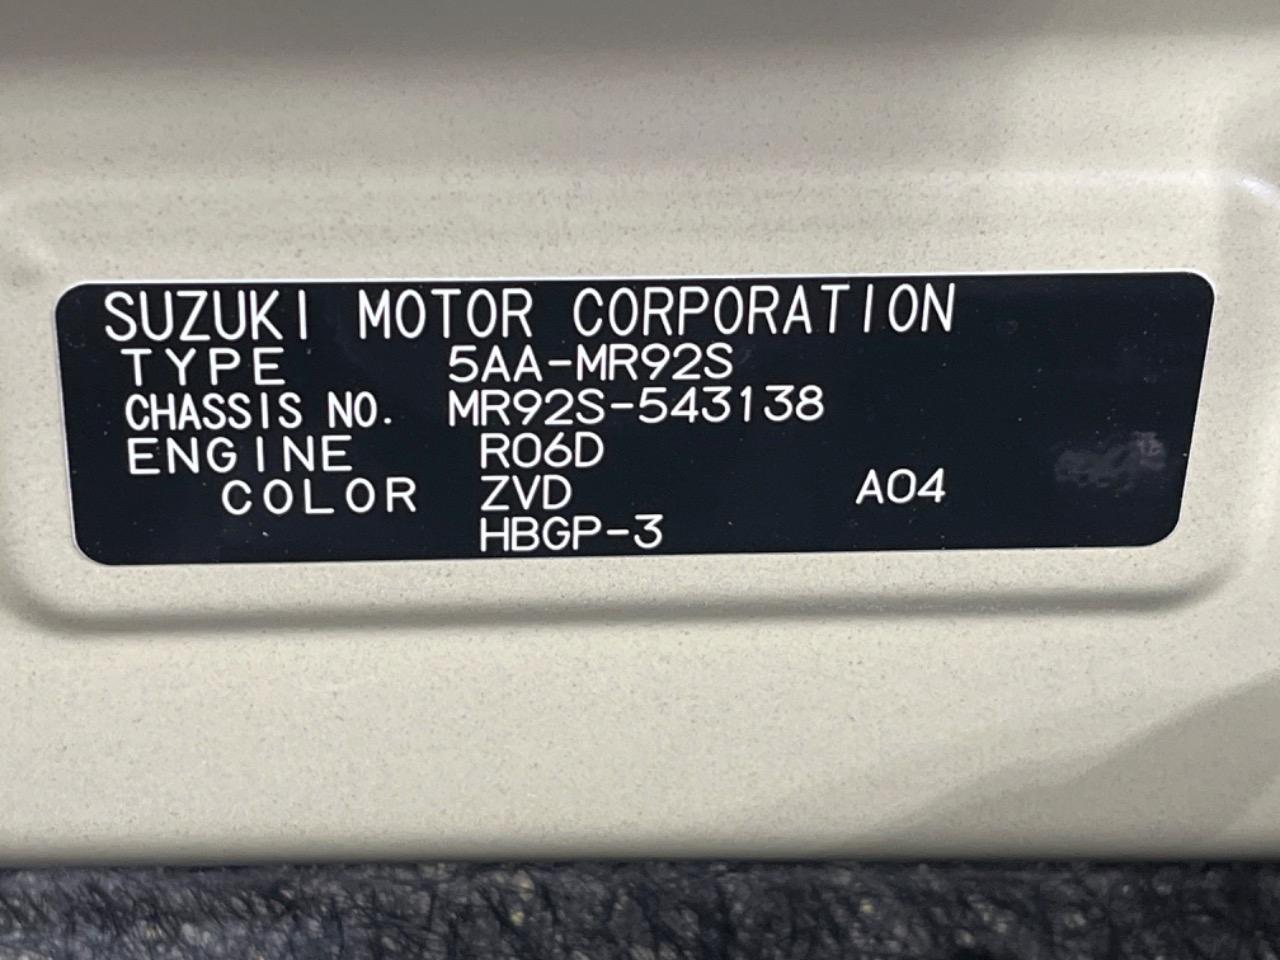 SUZUKI MOTOR CORPORATION
TYPE 5AA-MR92S
CHASSIS NO. MR92S-543138
ENGINE R06D
COLOR ZVD A04
HBGP-3